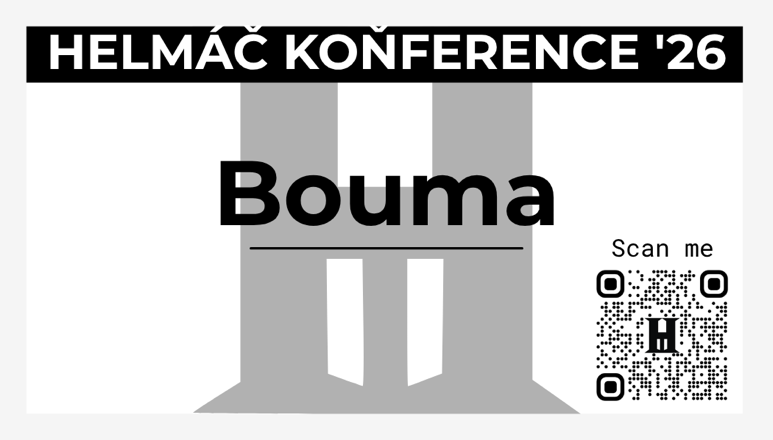 HELMÁČ KOŇFERENCE '26
Bouma
Scan me
H